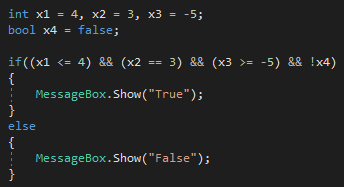 int x1 = 4, x2 = 3, x3 = -5;
bool x4 = false;
if((x1 <= 4) && (x2 == 3) && (x3 >= -5) && !x4)
{
MessageBox.Show("True");
}
else
{
MessageBox.Show("False");
}